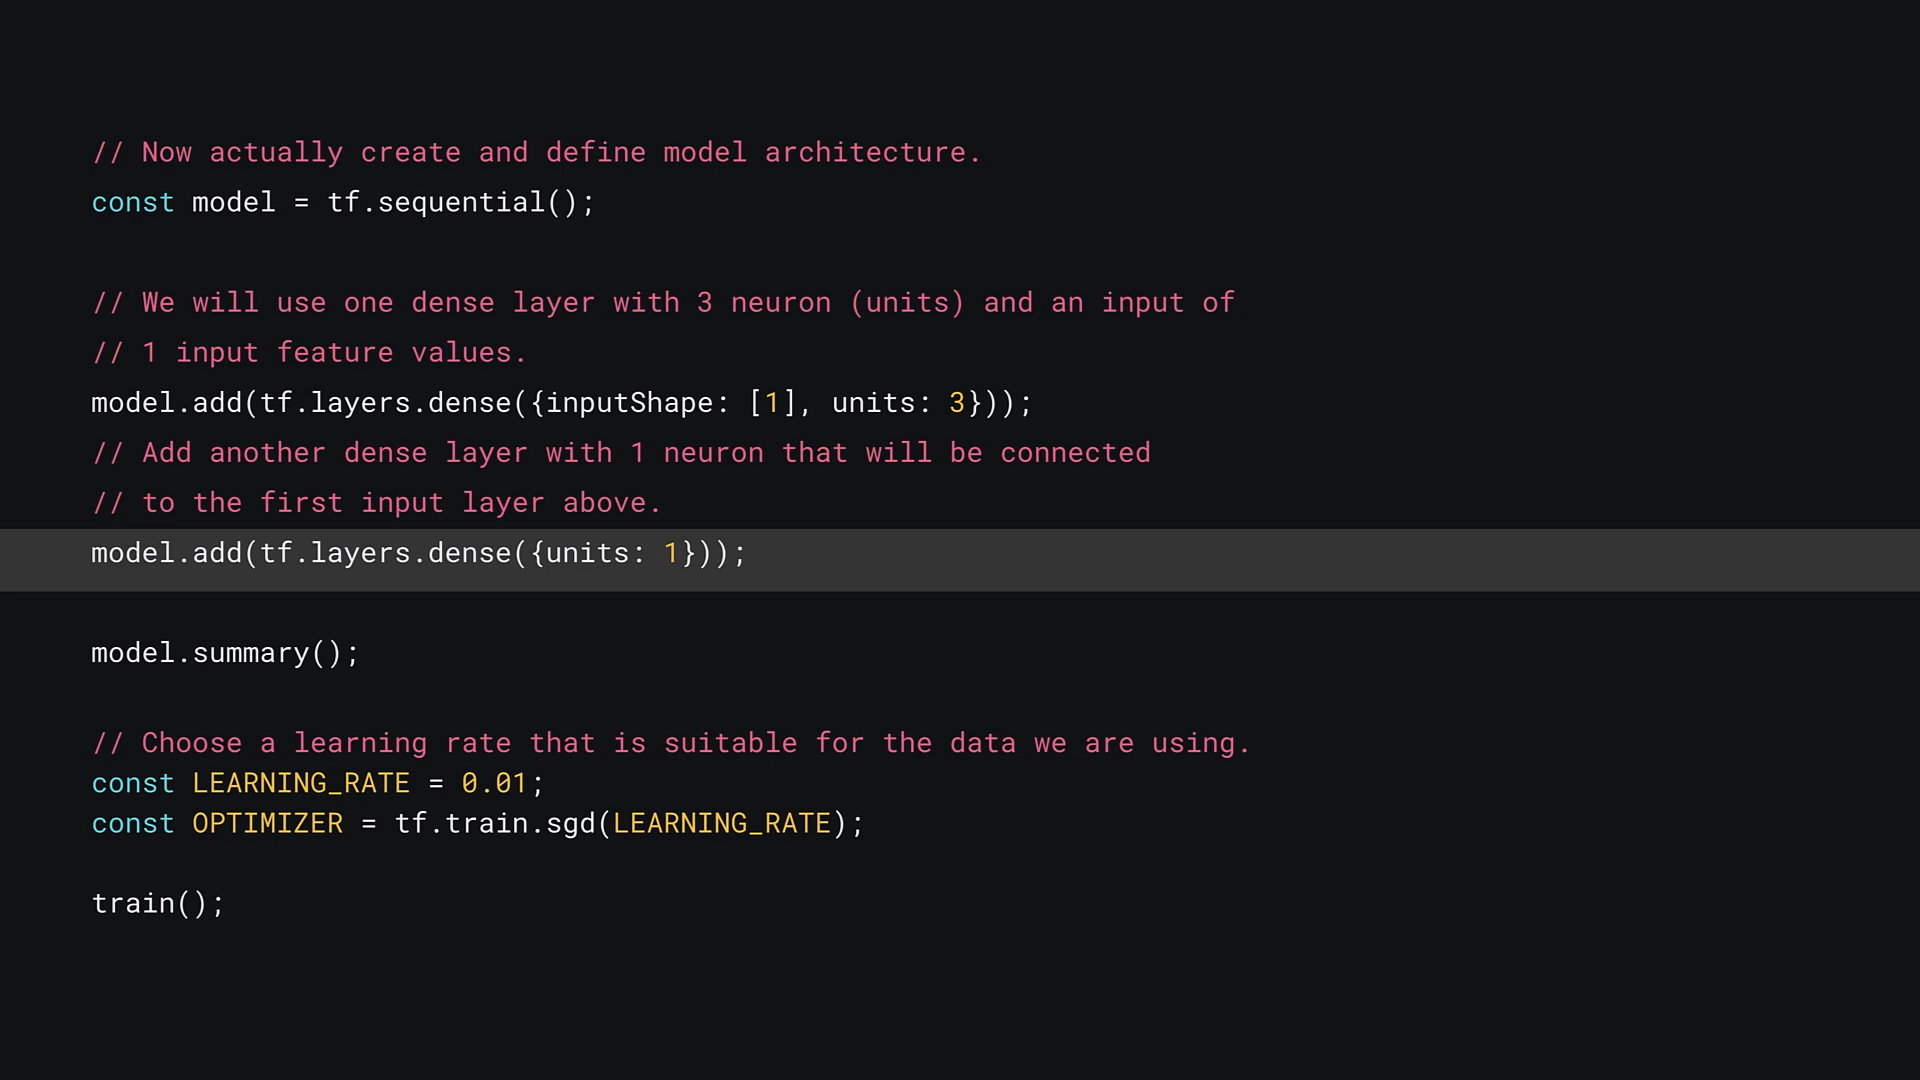 // Now actually create and define model architecture.
const model = tf.sequential();
// We will use one dense layer with 3 neuron (units) and an input of
// 1 input feature values.
model.add(tf.layers.dense({inputShape: [1], units: 3}));
// Add another dense layer with 1 neuron that will be connected
// to the first input layer above.
model.add(tf.layers.dense({units: 1}));
model.summary();
// Choose a learning rate that is suitable for the data we are using.
const LEARNING_RATE = 0.01;
const OPTIMIZER = tf.train.sgd(LEARNING_RATE);
train();